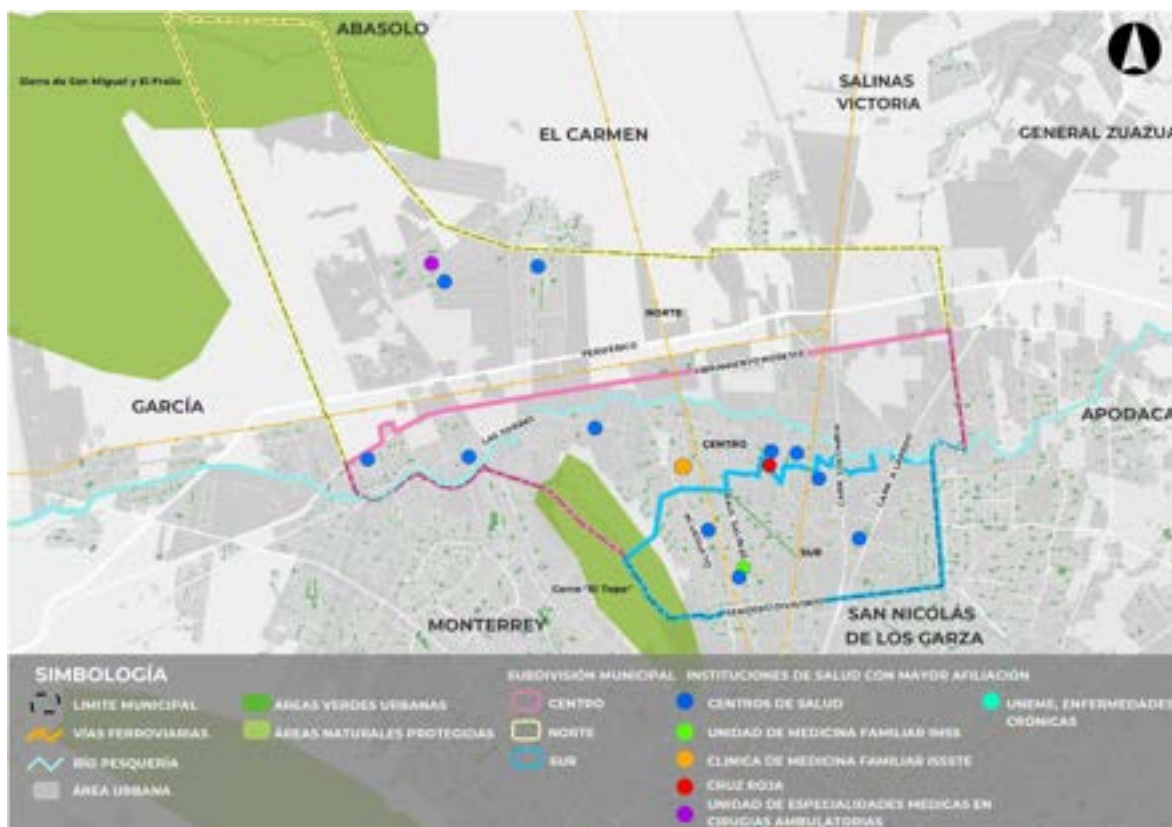 ABASOLO
Sierra de San Miguel y El Fraile
SALINAS
VICTORIA
EL CARMEN
GENERAL ZUAZUA
NORTE
PERIFÉRICO
GARCÍA
LAS TORRES
APODACA
CENTRO
SUR
Cerro "El Topo"
MONTERREY
SAN NICOLÁS
DE LOS GARZA
SIMBOLOGÍA
LIMITE MUNICIPAL
VÍAS FERROVIARIAS
RÍO PESQUERÍA
ÁREA URBANA
ÁREAS VERDES URBANAS
ÁREAS NATURALES PROTEGIDAS
SUBDIVISIÓN MUNICIPAL
CENTRO
NORTE
SUR
INSTITUCIONES DE SALUD CON MAYOR AFILIACIÓN
CENTROS DE SALUD
UNIDAD DE MEDICINA FAMILIAR IMSS
CLINICA DE MEDICINA FAMILIAR ISSSTE
CRUZ ROJA
UNIDAD DE ESPECIALIDADES MEDICAS EN
CIRUGIAS AMBULATORIAS
UNEME, ENFERMEDADES
CRÓNICAS